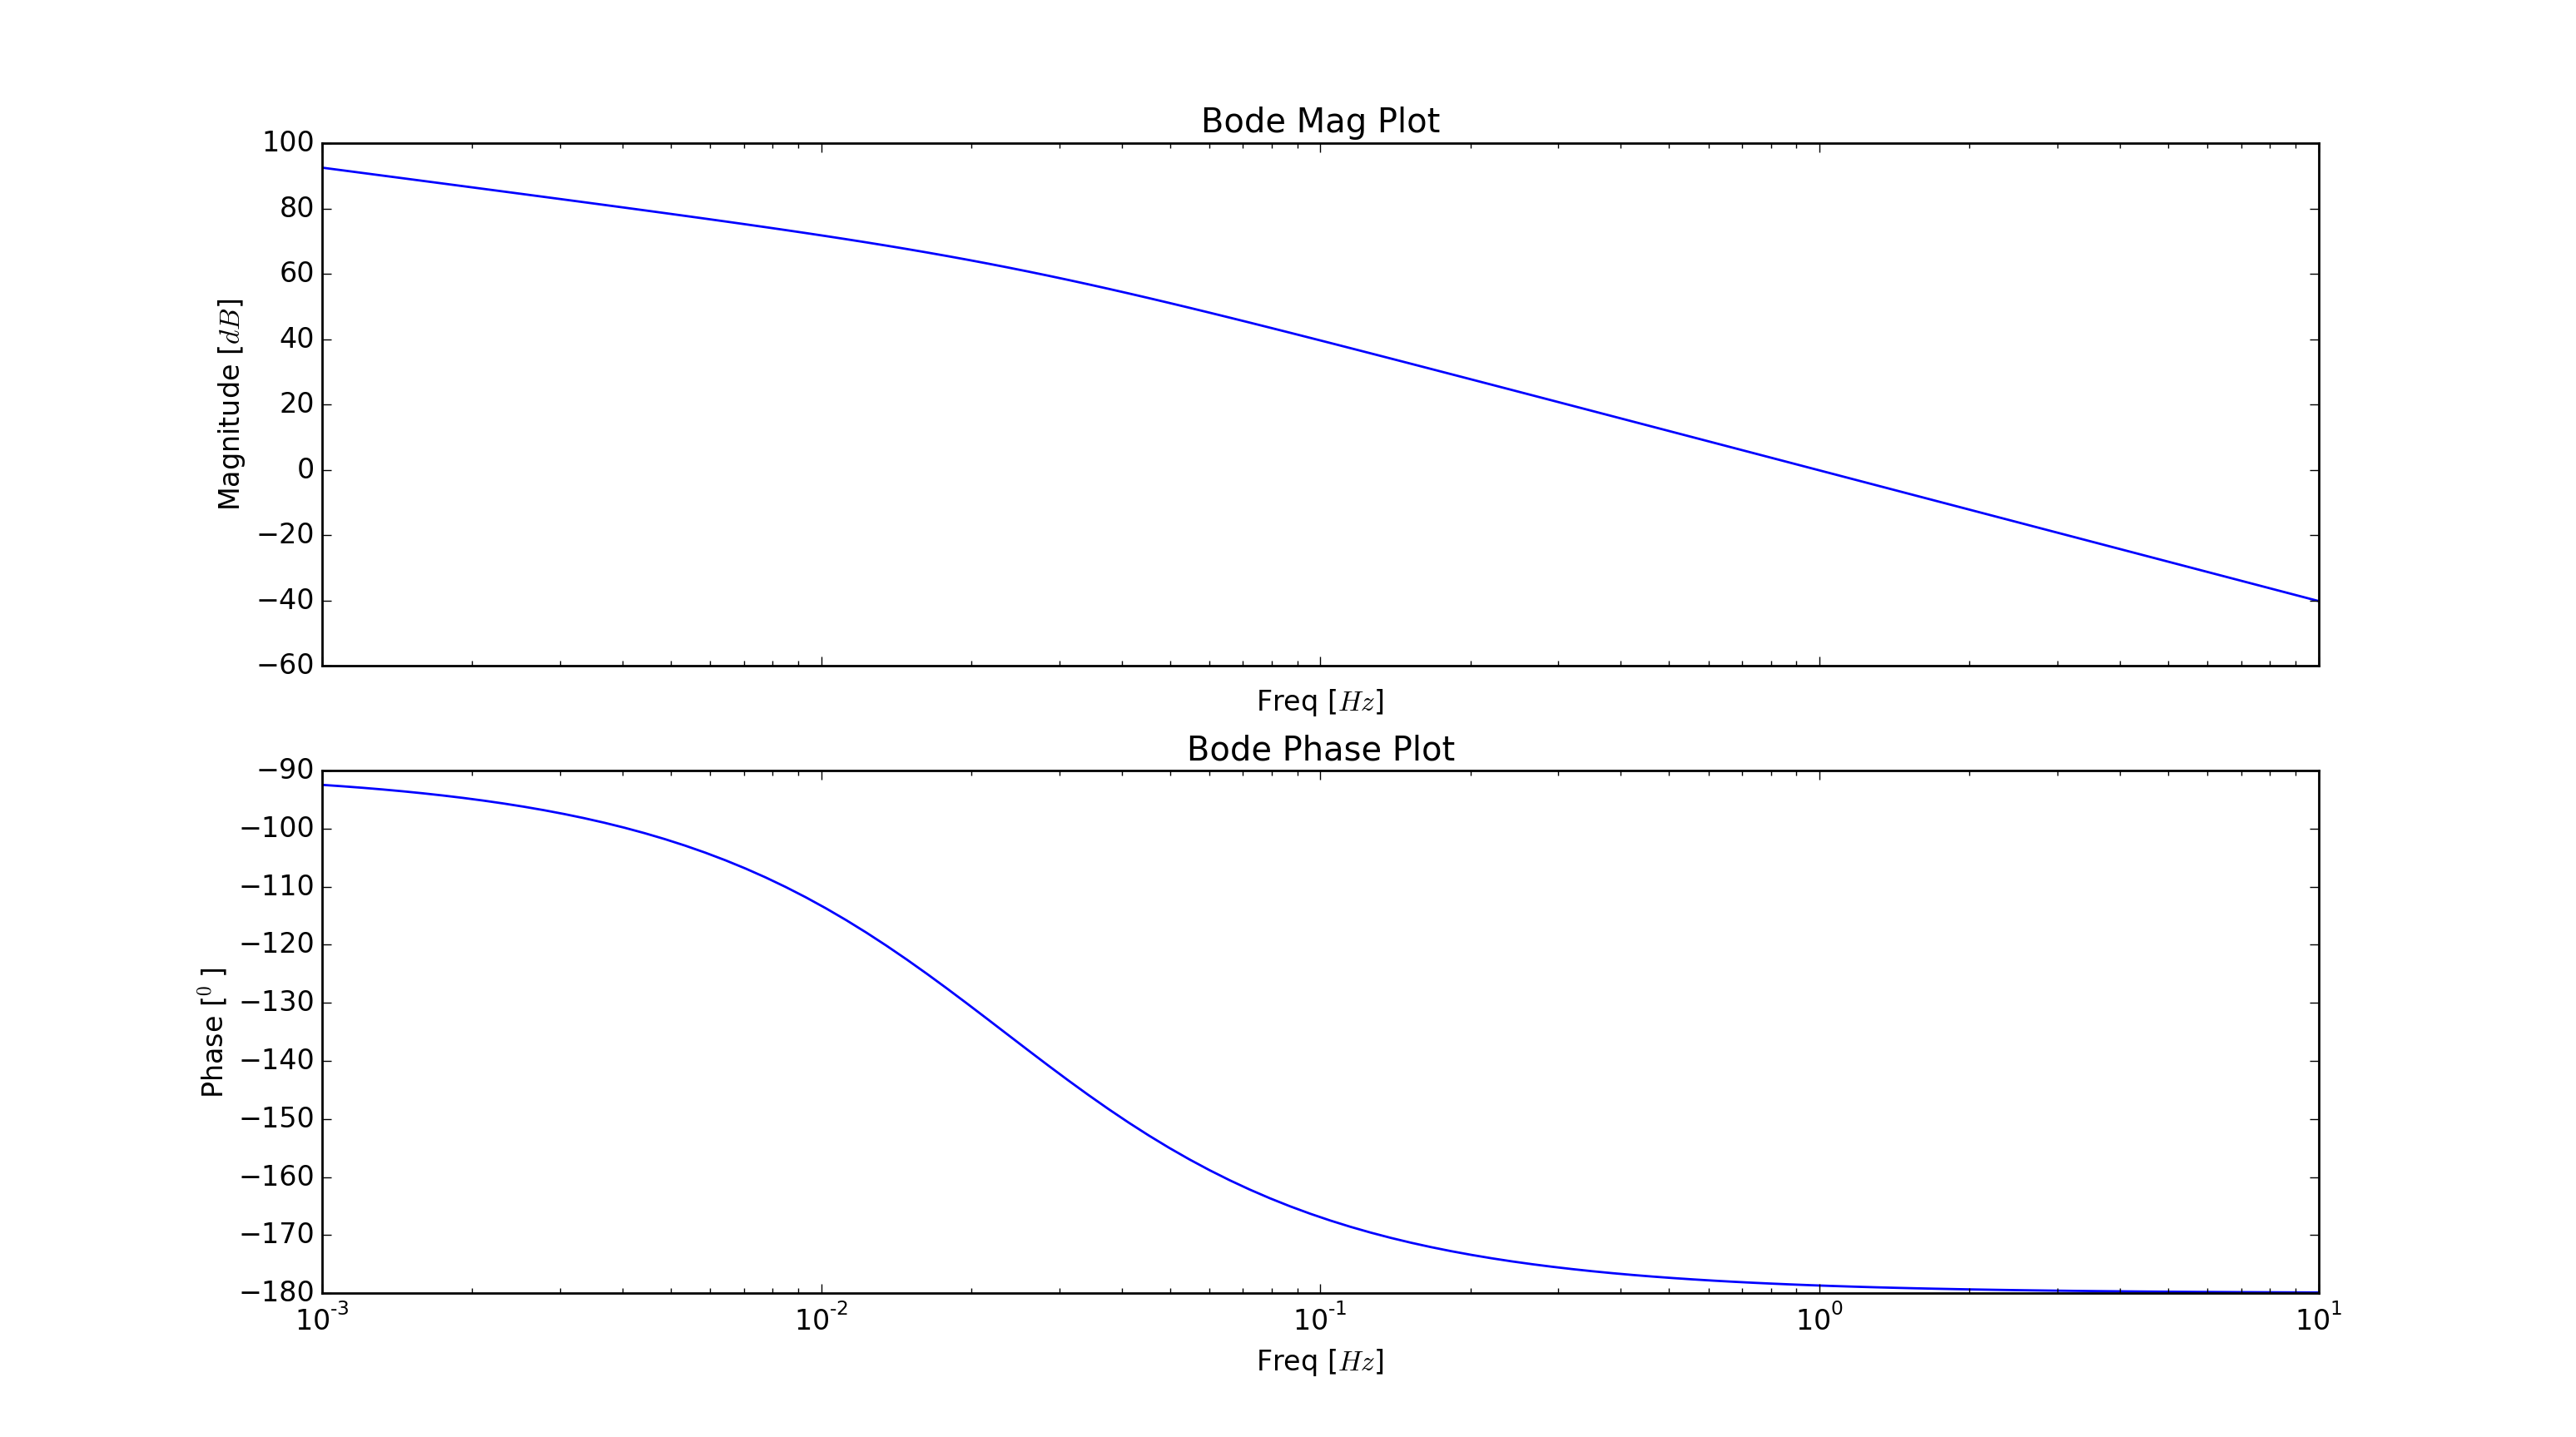 Bode Mag Plot
100
80
60
40
20
0
−20
−40
−60
Magnitude [dB]
Freq [Hz]
Bode Phase Plot
−90
−100
−110
−120
−130
−140
−150
−160
−170
−180
Phase [⁰]
10⁻³ 10⁻² 10⁻¹ 10⁰ 10¹
Freq [Hz]